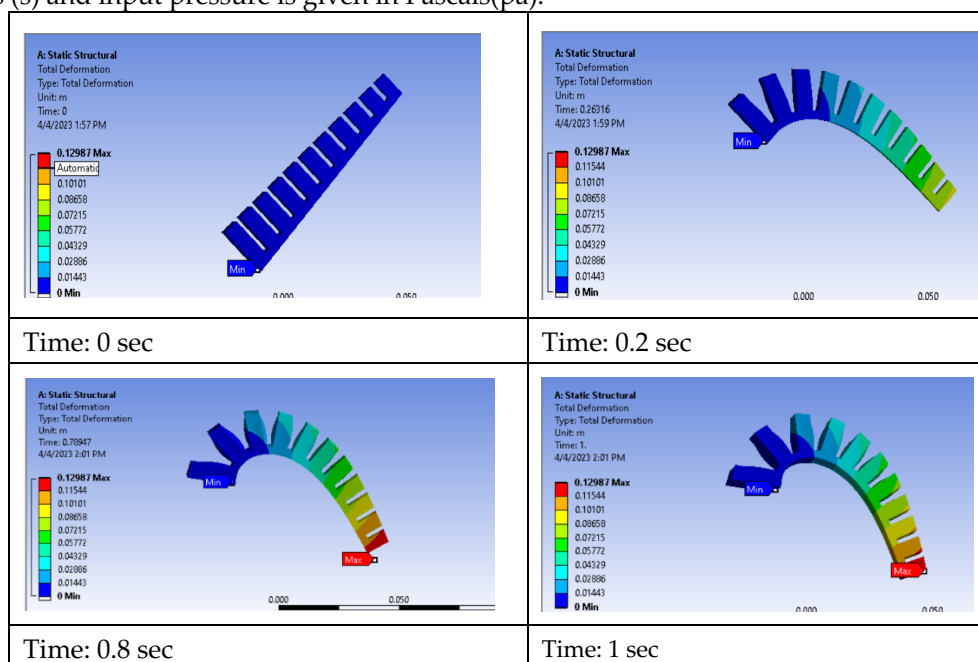 s (s) and input pressure is given in Pascals(pa).
A: Static Structural
Total Deformation
Type: Total Deformation
Unit: m
Time: 0
4/4/2023 1:57 PM
0.12987 Max
Automatic
0.10101
0.08658
0.07215
0.05772
0.04329
0.02886
0.01443
0 Min
Min
0.000 0.050
A: Static Structural
Total Deformation
Type: Total Deformation
Unit: m
Time: 0.26316
4/4/2023 1:59 PM
0.12987 Max
0.11544
0.10101
0.08658
0.07215
0.05772
0.04329
0.02886
0.01443
0 Min
Min
0.000 0.050
Time: 0 sec
Time: 0.2 sec
A: Static Structural
Total Deformation
Type: Total Deformation
Unit: m
Time: 0.78947
4/4/2023 2:01 PM
0.12987 Max
0.11544
0.10101
0.08658
0.07215
0.05772
0.04329
0.02886
0.01443
0 Min
Min
Max
0.000 0.050
A: Static Structural
Total Deformation
Type: Total Deformation
Unit: m
Time: 1.
4/4/2023 2:01 PM
0.12987 Max
0.11544
0.10101
0.08658
0.07215
0.05772
0.04329
0.02886
0.01443
0 Min
Min
Max
0.000 0.050
Time: 0.8 sec
Time: 1 sec